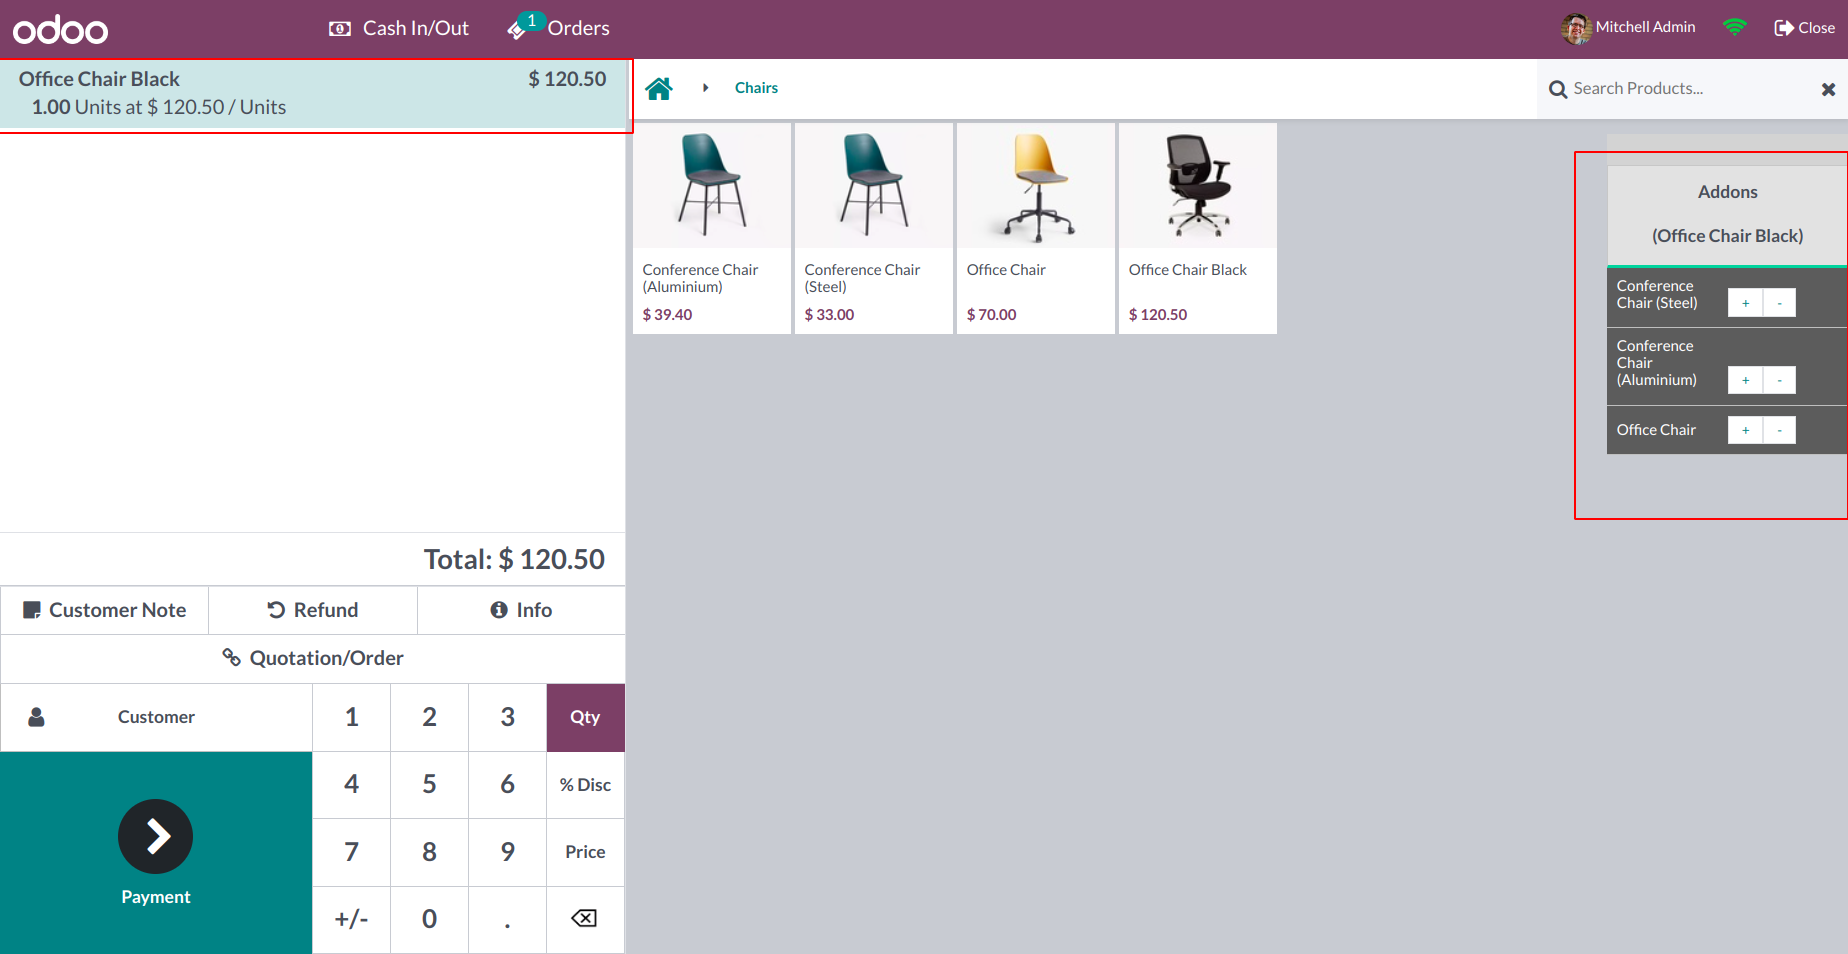 odoo
Cash In/Out
1
Orders
Mitchell Admin
Close
Office Chair Black
$ 120.50
1.00 Units at $ 120.50 / Units
Chairs
Search Products...
Conference Chair
(Aluminium)
$ 39.40
Conference Chair
(Steel)
$ 33.00
Office Chair
$ 70.00
Office Chair Black
$ 120.50
Addons
(Office Chair Black)
Conference
Chair (Steel)
+ -
Conference
Chair
(Aluminium)
+ -
Office Chair
+ -
Total: $ 120.50
Customer Note
Refund
Info
Quotation/Order
Customer
1 2 3 Qty
4 5 6 % Disc
7 8 9 Price
+/- 0 .
Payment